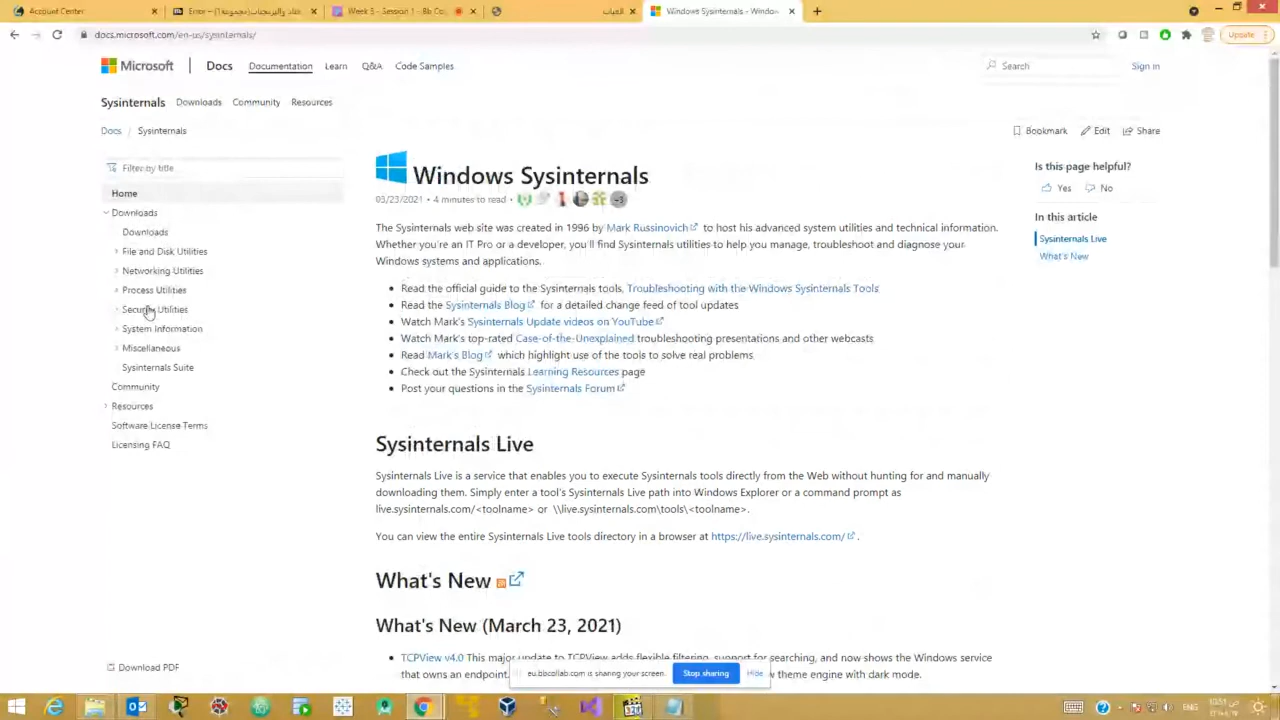 Account Center
Week 5 - Session 1 – Bb Co
Windows Sysinternals - Window
docs.microsoft.com/en-us/sysinternals/
Update
Microsoft
Docs
Documentation
Learn
Q&A
Code Samples
Search
Sign in
Sysinternals
Downloads
Community
Resources
Docs / Sysinternals
Bookmark
Edit
Share
Filter by title
Home
Downloads
Downloads
File and Disk Utilities
Networking Utilities
Process Utilities
Security Utilities
System Information
Miscellaneous
Sysinternals Suite
Community
Resources
Software License Terms
Licensing FAQ
Download PDF
Windows Sysinternals
03/23/2021 • 4 minutes to read •
+3
The Sysinternals web site was created in 1996 by Mark Russinovich to host his advanced system utilities and technical information.
Whether you're an IT Pro or a developer, you'll find Sysinternals utilities to help you manage, troubleshoot and diagnose your
Windows systems and applications.
• Read the official guide to the Sysinternals tools, Troubleshooting with the Windows Sysinternals Tools
• Read the Sysinternals Blog for a detailed change feed of tool updates
• Watch Mark's Sysinternals Update videos on YouTube
• Watch Mark's top-rated Case-of-the-Unexplained troubleshooting presentations and other webcasts
• Read Mark's Blog which highlight use of the tools to solve real problems
• Check out the Sysinternals Learning Resources page
• Post your questions in the Sysinternals Forum
Sysinternals Live
Sysinternals Live is a service that enables you to execute Sysinternals tools directly from the Web without hunting for and manually
downloading them. Simply enter a tool's Sysinternals Live path into Windows Explorer or a command prompt as
live.sysinternals.com/<toolname> or \\live.sysinternals.com\tools\<toolname>.
You can view the entire Sysinternals Live tools directory in a browser at https://live.sysinternals.com/ .
What's New
What's New (March 23, 2021)
• TCPView v4.0 This major update to TCPView adds flexible filtering, support for searching, and now shows the Windows service
that owns an endpoint.
theme engine with dark mode.
Is this page helpful?
Yes
No
In this article
Sysinternals Live
What's New
eu.bbcollab.com is sharing your screen.
Stop sharing
Hide
ENG